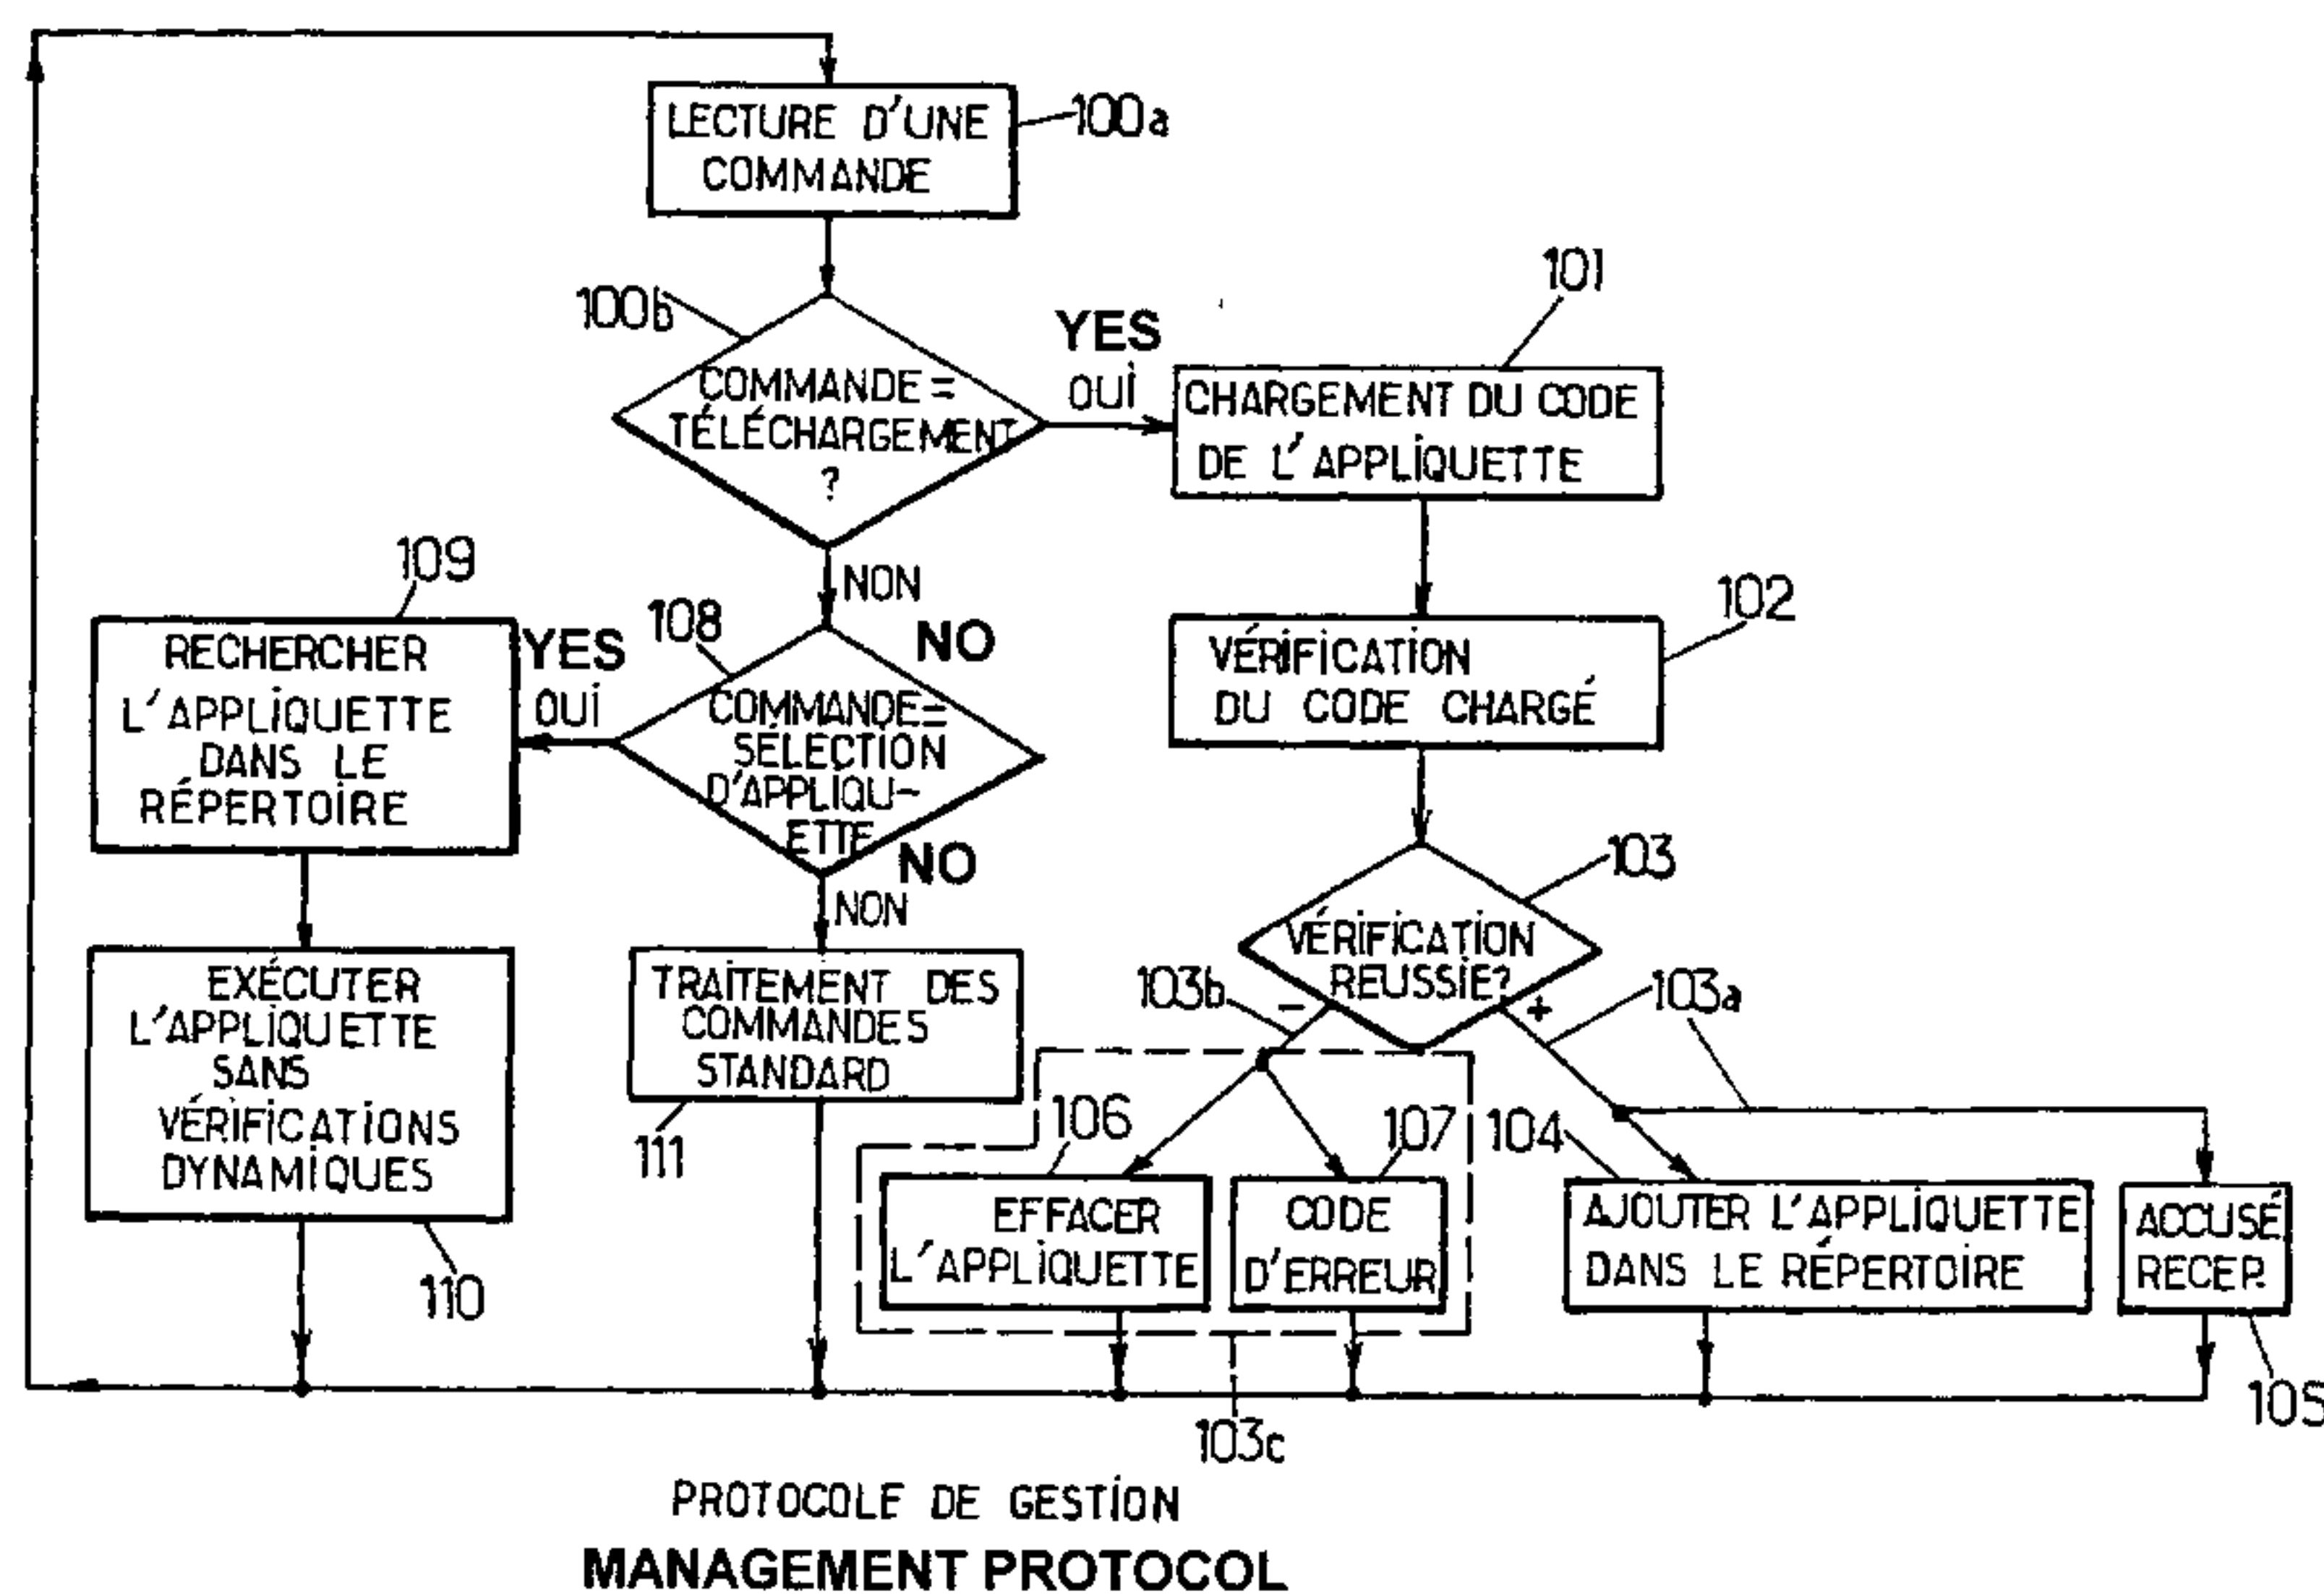 LECTURE D'UNE
COMMANDE
100a
100b
COMMANDE =
TÉLÉCHARGEMENT
?
YES
OUI
101
CHARGEMENT DU CODE
DE L'APPLIQUETTE
NON
NO
102
VÉRIFICATION
DU CODE CHARGÉ
109
RECHERCHER
L'APPLIQUETTE
DANS LE
RÉPERTOIRE
YES
OUI
108
COMMANDE=
SÉLECTION
D'APPLIQU-
ETTE
NO
NON
103
VÉRIFICATION
REUSSIE?
103b
-
+
103a
EXÉCUTER
L'APPLIQUETTE
SANS
VÉRIFICATIONS
DYNAMIQUES
110
TRAITEMENT DES
COMMANDES
STANDARD
111
106
EFFACER
L'APPLIQUETTE
107
CODE
D'ERREUR
104
AJOUTER L'APPLIQUETTE
DANS LE RÉPERTOIRE
ACCUSÉ
RECEP.
105
103c
PROTOCOLE DE GESTION
MANAGEMENT PROTOCOL